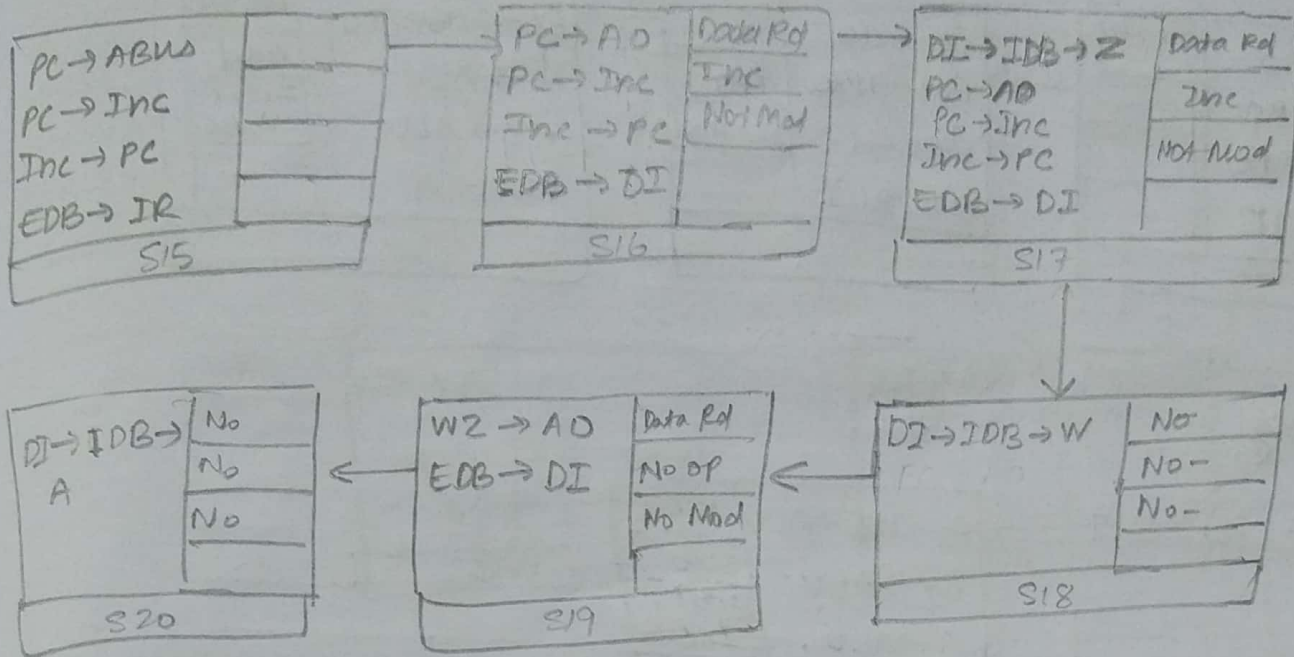 PC → ABUS
PC → Inc
Inc → PC
EDB → IR
S15
PC → AO
PC → Inc
Inc → PC
EDB → DI
Data Rd
Inc
Not Mod
S16
DI → IDB → Z
PC → AO
PC → Inc
Inc → PC
EDB → DI
Data Rd
Inc
Not Mod
S17
DI → IDB →
A
No
No
No
S20
WZ → AO
EDB → DI
Data Rd
No OP
No Mod
S19
DI → IDB → W
No
No-
No-
S18